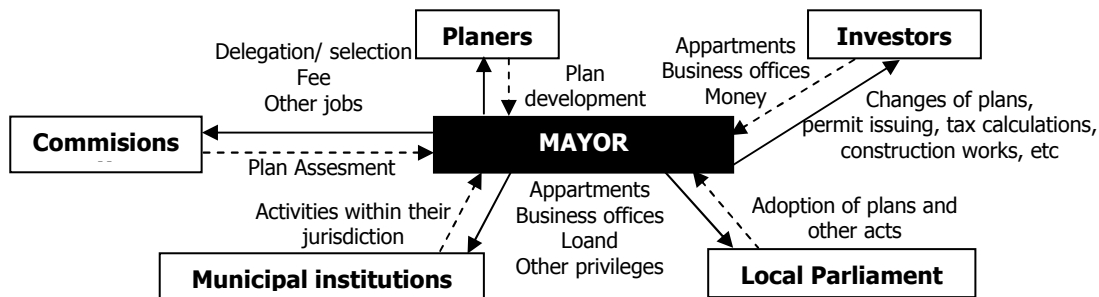 Planers
Investors
Delegation/ selection
Fee
Other jobs
Plan
development
Appartments
Business offices
Money
Changes of plans,
permit issuing, tax calculations,
construction works, etc
Commisions
MAYOR
Plan Assesment
Activities within their
jurisdiction
Appartments
Business offices
Loand
Other privileges
Adoption of plans and
other acts
Municipal institutions
Local Parliament